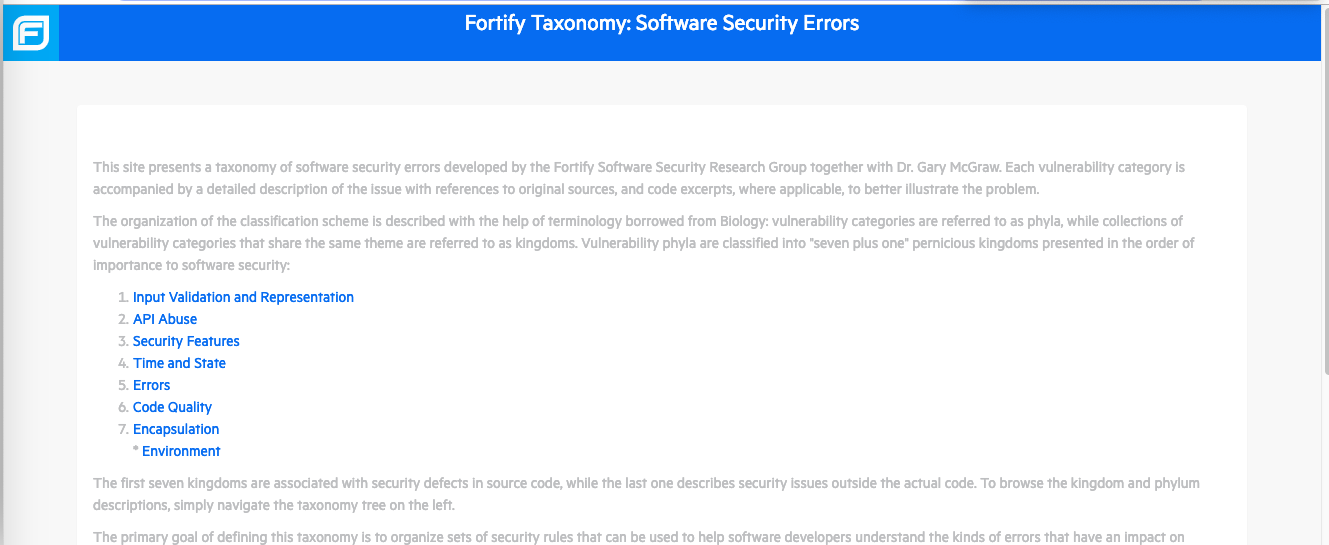 Fortify Taxonomy: Software Security Errors
This site presents a taxonomy of software security errors developed by the Fortify Software Security Research Group together with Dr. Gary McGraw. Each vulnerability category is
accompanied by a detailed description of the issue with references to original sources, and code excerpts, where applicable, to better illustrate the problem.
The organization of the classification scheme is described with the help of terminology borrowed from Biology: vulnerability categories are referred to as phyla, while collections of
vulnerability categories that share the same theme are referred to as kingdoms. Vulnerability phyla are classified into "seven plus one" pernicious kingdoms presented in the order of
importance to software security:
1. Input Validation and Representation
2. API Abuse
3. Security Features
4. Time and State
5. Errors
6. Code Quality
7. Encapsulation
* Environment
The first seven kingdoms are associated with security defects in source code, while the last one describes security issues outside the actual code. To browse the kingdom and phylum
descriptions, simply navigate the taxonomy tree on the left.
The primary goal of defining this taxonomy is to organize sets of security rules that can be used to help software developers understand the kinds of errors that have an impact on